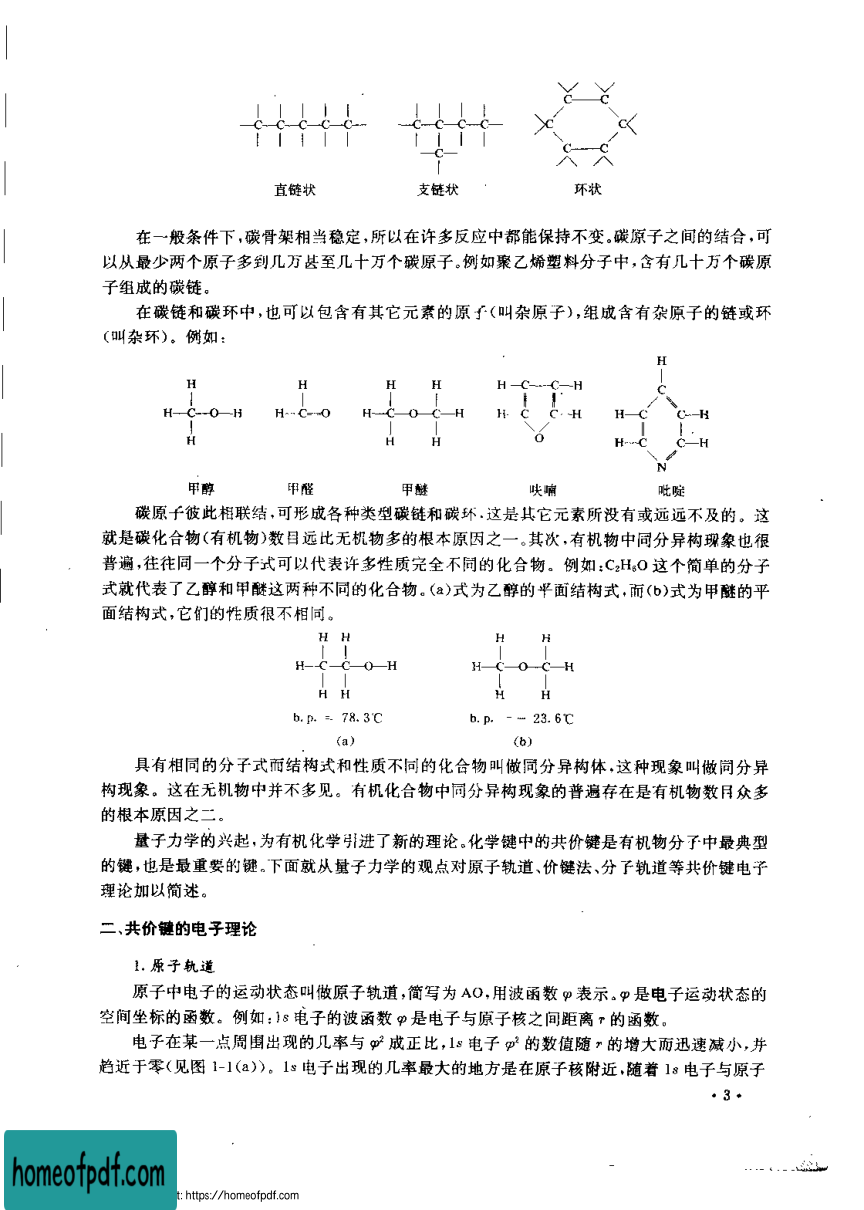 直链状 支链状 环状
在一般条件下,碳骨架相当稳定,所以在许多反应中都能保持不变。碳原子之间的结合,可
以从最少两个原子多到几万甚至几十万个碳原子。例如聚乙烯塑料分子中,含有几十万个碳原
子组成的碳链。
在碳链和碳环中,也可以包含有其它元素的原子(叫杂原子),组成含有杂原子的链或环
(叫杂环)。例如:
甲醇 甲醛 甲醚 呋喃 吡啶
碳原子彼此相联结,可形成各种类型碳链和碳环.这是其它元素所没有或远远不及的。这
就是碳化合物(有机物)数目远比无机物多的根本原因之一。其次,有机物中同分异构现象也很
普遍,往往同一个分子式可以代表许多性质完全不同的化合物。例如:C₂H₆O 这个简单的分子
式就代表了乙醇和甲醚这两种不同的化合物。(a)式为乙醇的平面结构式,而(b)式为甲醚的平
面结构式,它们的性质很不相同。
H H H H
H—C—C—O—H H—C—O—C—H
H H H H
b.p. = 78.3℃ b.p. - — 23.6℃
(a) (b)
具有相同的分子式而结构式和性质不同的化合物叫做同分异构体,这种现象叫做同分异
构现象。这在无机物中并不多见。有机化合物中同分异构现象的普遍存在是有机物数目众多
的根本原因之二。
量子力学的兴起,为有机化学引进了新的理论。化学键中的共价键是有机物分子中最典型
的键,也是最重要的键。下面就从量子力学的观点对原子轨道、价键法、分子轨道等共价键电子
理论加以简述。
二、共价键的电子理论
1. 原子轨道
原子中电子的运动状态叫做原子轨道,简写为 AO,用波函数 φ 表示。φ 是电子运动状态的
空间坐标的函数。例如:1s 电子的波函数 φ 是电子与原子核之间距离 r 的函数。
电子在某一点周围出现的几率与 φ² 成正比,1s 电子 φ² 的数值随 r 的增大而迅速减小,并
趋近于零(见图 1-1(a))。1s 电子出现的几率最大的地方是在原子核附近,随着 1s 电子与原子
· 3 ·
homeofpdf.com
t: https://homeofpdf.com